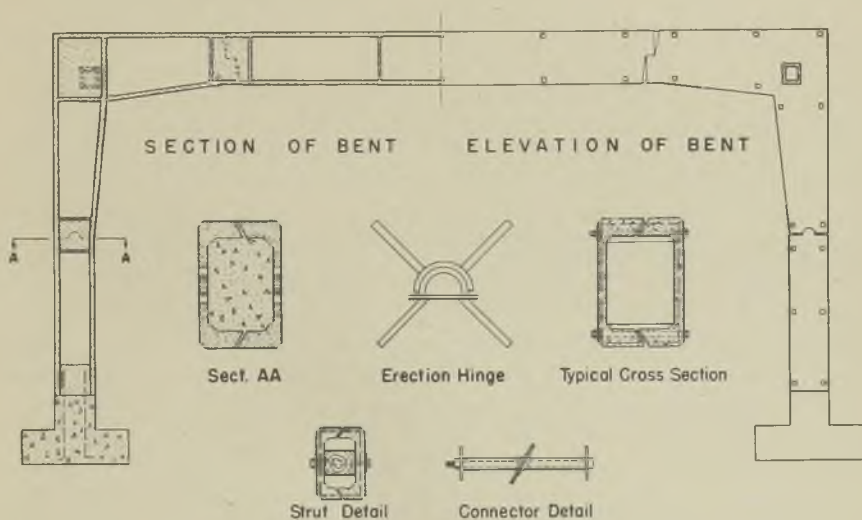 SECTION OF BENT
ELEVATION OF BENT
A
A
Sect. AA
Erection Hinge
Typical Cross Section
Strut Detail
Connector Detail